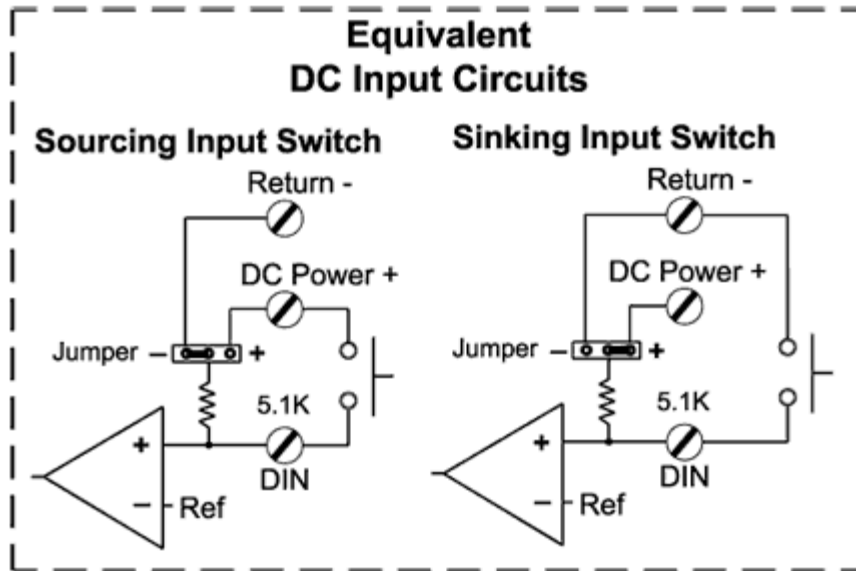 Equivalent
DC Input Circuits
Sourcing Input Switch
Return -
DC Power +
Jumper - +
5.1K
+
DIN
- Ref
Sinking Input Switch
Return -
DC Power +
Jumper - +
5.1K
+
DIN
- Ref